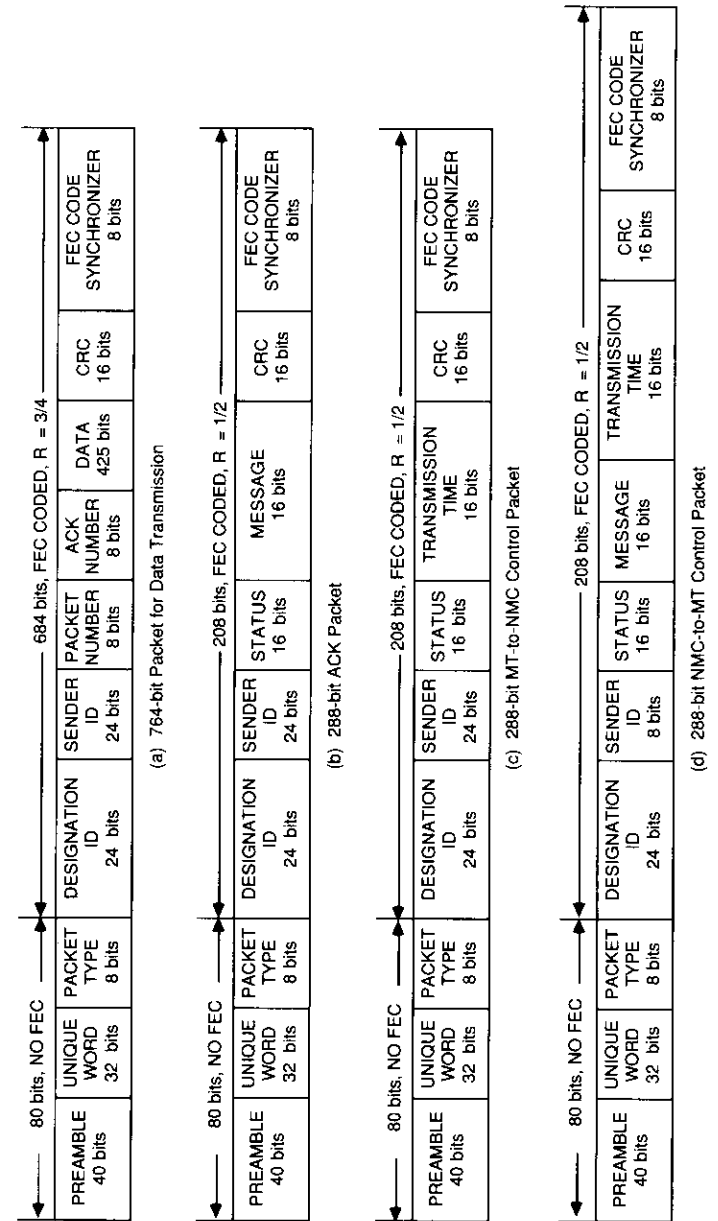 80 bits, NO FEC
684 bits, FEC CODED, R = 3/4
PREAMBLE
40 bits
UNIQUE
WORD
32 bits
PACKET
TYPE
8 bits
DESIGNATION
ID
24 bits
SENDER
ID
24 bits
PACKET
NUMBER
8 bits
ACK
NUMBER
8 bits
DATA
425 bits
CRC
16 bits
FEC CODE
SYNCHRONIZER
8 bits
(a) 764-bit Packet for Data Transmission
80 bits, NO FEC
208 bits, FEC CODED, R = 1/2
PREAMBLE
40 bits
UNIQUE
WORD
32 bits
PACKET
TYPE
8 bits
DESIGNATION
ID
24 bits
SENDER
ID
24 bits
STATUS
16 bits
MESSAGE
16 bits
CRC
16 bits
FEC CODE
SYNCHRONIZER
8 bits
(b) 288-bit ACK Packet
80 bits, NO FEC
208 bits, FEC CODED, R = 1/2
PREAMBLE
40 bits
UNIQUE
WORD
32 bits
PACKET
TYPE
8 bits
DESIGNATION
ID
24 bits
SENDER
ID
24 bits
STATUS
16 bits
TRANSMISSION
TIME
16 bits
CRC
16 bits
FEC CODE
SYNCHRONIZER
8 bits
(c) 288-bit MT-to-NMC Control Packet
80 bits, NO FEC
208 bits, FEC CODED, R = 1/2
PREAMBLE
40 bits
UNIQUE
WORD
32 bits
PACKET
TYPE
8 bits
DESIGNATION
ID
24 bits
SENDER
ID
8 bits
STATUS
16 bits
MESSAGE
16 bits
TRANSMISSION
TIME
16 bits
CRC
16 bits
FEC CODE
SYNCHRONIZER
8 bits
(d) 288-bit NMC-to-MT Control Packet